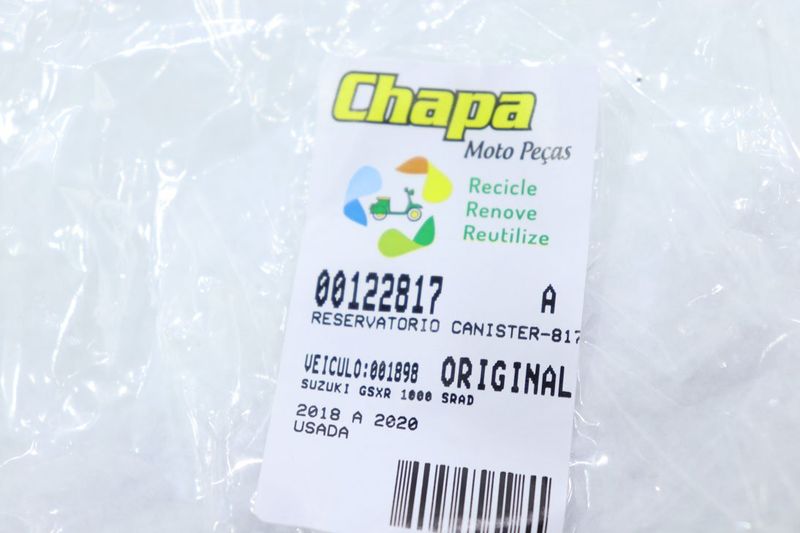 Chapa
Moto Peças
Recicle
Renove
Reutilize
00122817 A
RESERVATORIO CANISTER-817
VEICULO:001898 ORIGINAL
SUZUKI GSXR 1000 SRAD
2018 A 2020
USADA